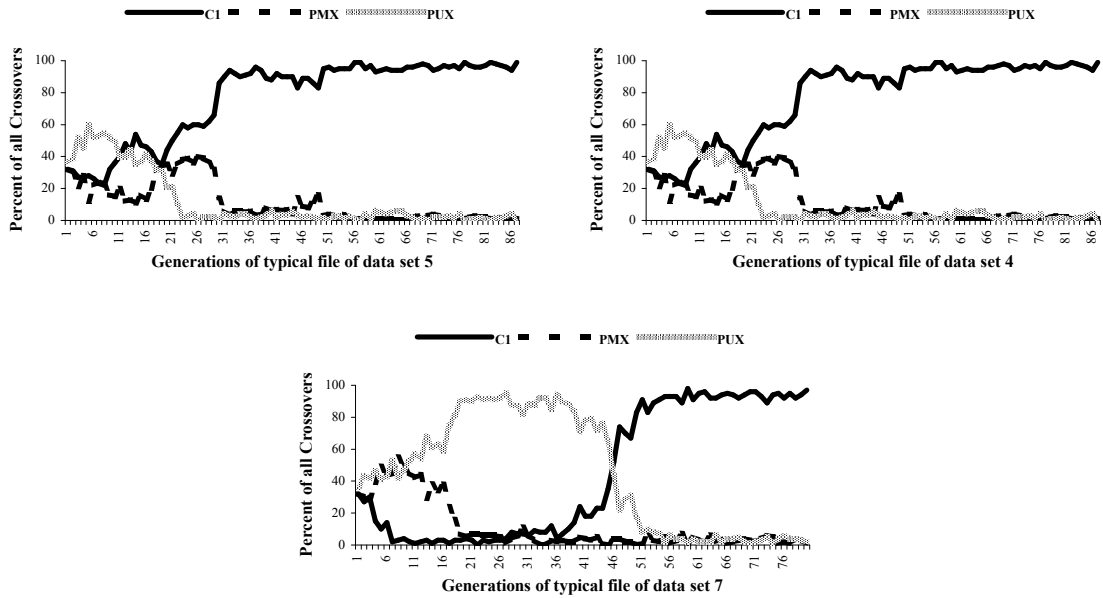 C1 PMX PUX
Percent of all Crossovers
100
80
60
40
20
0
1 6 11 16 21 26 31 36 41 46 51 56 61 66 71 76 81 86
Generations of typical file of data set 5
C1 PMX PUX
Percent of all Crossovers
100
80
60
40
20
0
1 6 11 16 21 26 31 36 41 46 51 56 61 66 71 76 81 86
Generations of typical file of data set 4
C1 PMX PUX
Percent of all Crossovers
100
80
60
40
20
0
1 6 11 16 21 26 31 36 41 46 51 56 61 66 71 76
Generations of typical file of data set 7